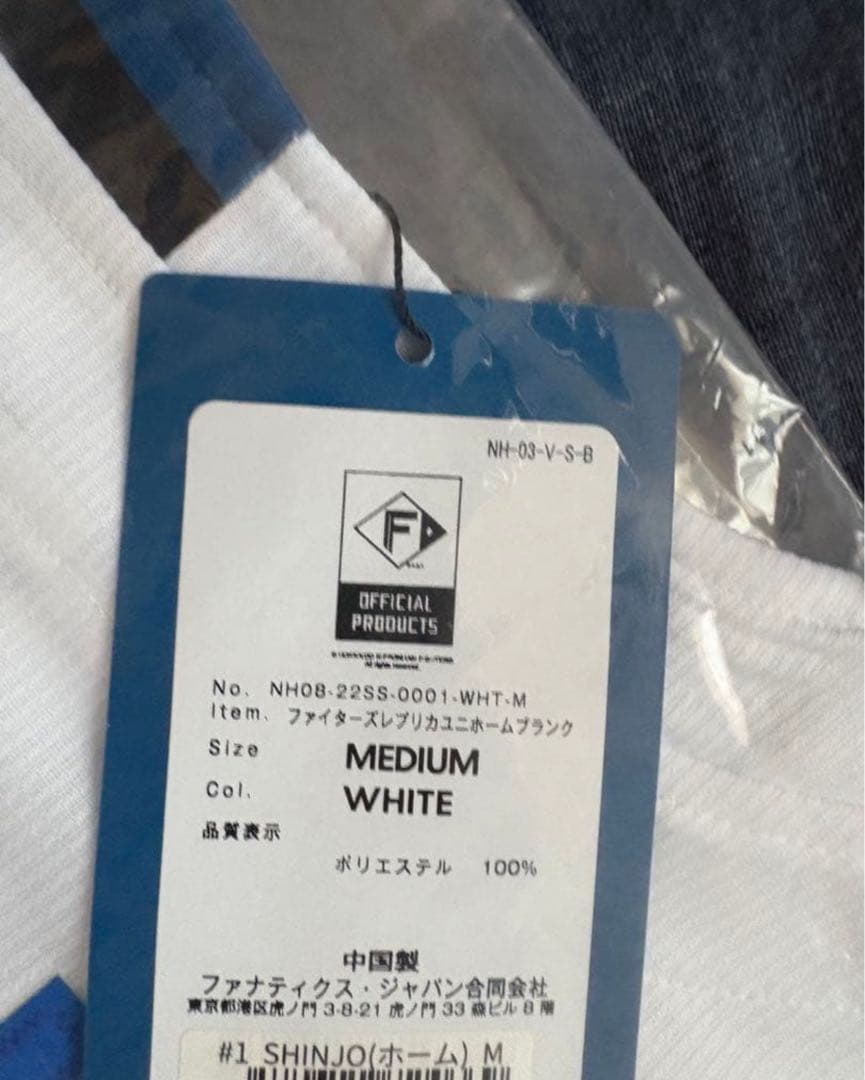 NH-03-V-S-B
F
OFFICIAL
PRODUCTS
No. NH08-22SS-0001-WHT-M
Item. ファイターズレプリカユニホームブランク
Size MEDIUM
Col. WHITE
品質表示
ポリエステル 100%
中国製
ファナティクス・ジャパン合同会社
東京都港区虎ノ門 3-8-21 虎ノ門 33 森ビル 8 階
#1 SHINJO(ホーム) M